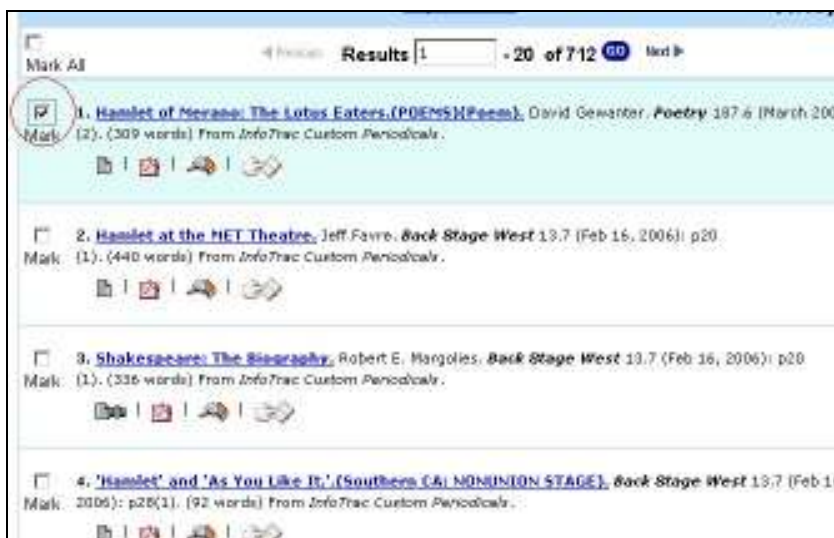 Mark All
Results 1 - 20 of 712 GO Next
Mark 1. Hamlet of Merano: The Lotus Eaters.(POEMS)(Poem). David Gewanter. Poetry 187.6 (March 200
(2). (309 words) From InfoTrac Custom Periodicals.
2. Hamlet at the MET Theatre. Jeff Favre. Back Stage West 13.7 (Feb 16, 2006): p20
Mark (1). (440 words) From InfoTrac Custom Periodicals.
3. Shakespeare: The Biography. Robert E. Margolies. Back Stage West 13.7 (Feb 16, 2006): p20
Mark (1). (336 words) From InfoTrac Custom Periodicals.
4. 'Hamlet' and 'As You Like It.'(Southern CA: NONUNION STAGE). Back Stage West 13.7 (Feb 1
Mark 2006): p28(1). (92 words) From InfoTrac Custom Periodicals.